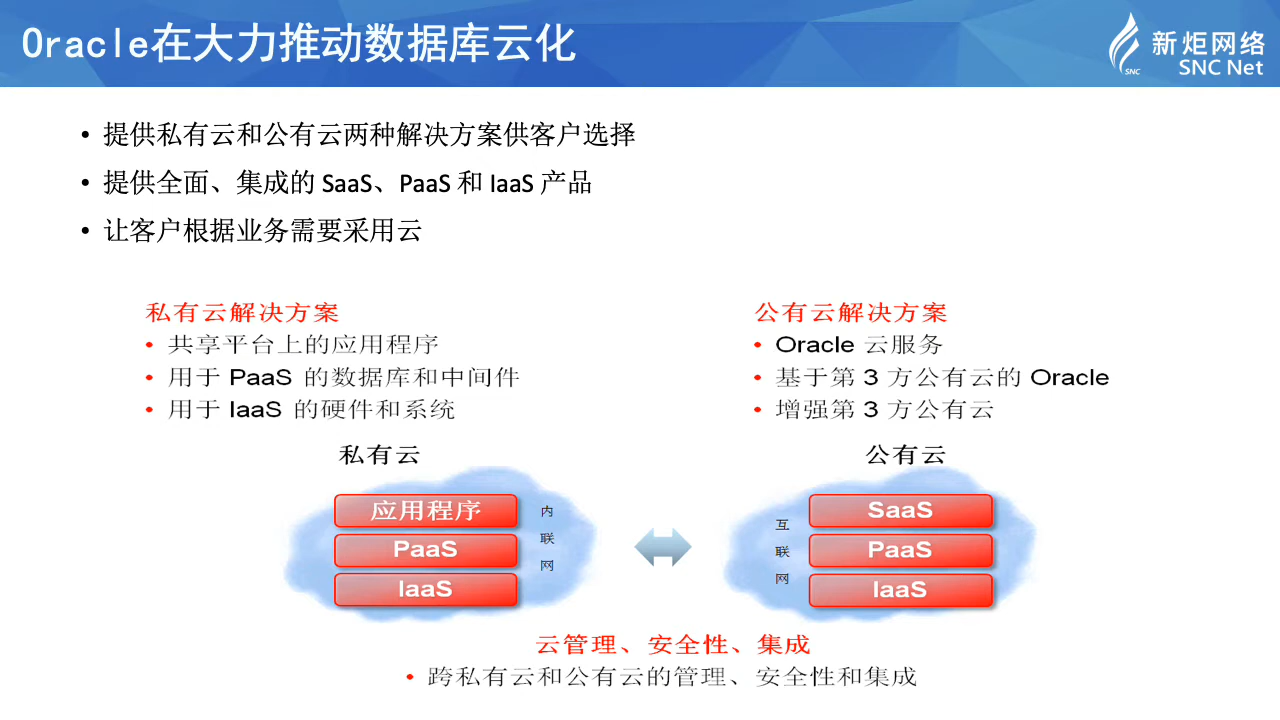 Oracle在大力推动数据库云化
新炬网络
SNC Net
SNC
• 提供私有云和公有云两种解决方案供客户选择
• 提供全面、集成的 SaaS、PaaS 和 IaaS 产品
• 让客户根据业务需要采用云
私有云解决方案
• 共享平台上的应用程序
• 用于 PaaS 的数据库和中间件
• 用于 IaaS 的硬件和系统
公有云解决方案
• Oracle 云服务
• 基于第 3 方公有云的 Oracle
• 增强第 3 方公有云
私有云
应用程序
PaaS
IaaS
内联网
公有云
互联网
SaaS
PaaS
IaaS
云管理、安全性、集成
• 跨私有云和公有云的管理、安全性和集成